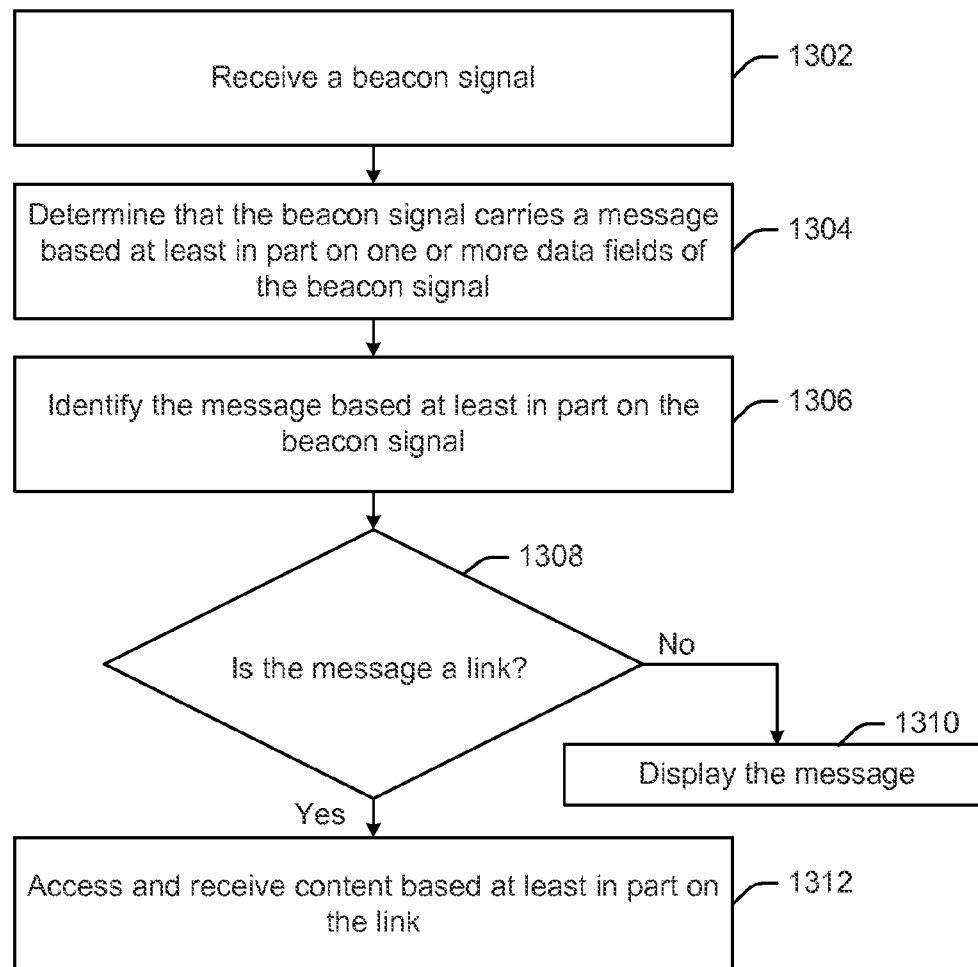 Receive a beacon signal
1302
Determine that the beacon signal carries a message
based at least in part on one or more data fields of
the beacon signal
1304
Identify the message based at least in part on the
beacon signal
1306
1308
Is the message a link?
No
1310
Display the message
Yes
Access and receive content based at least in part on
the link
1312